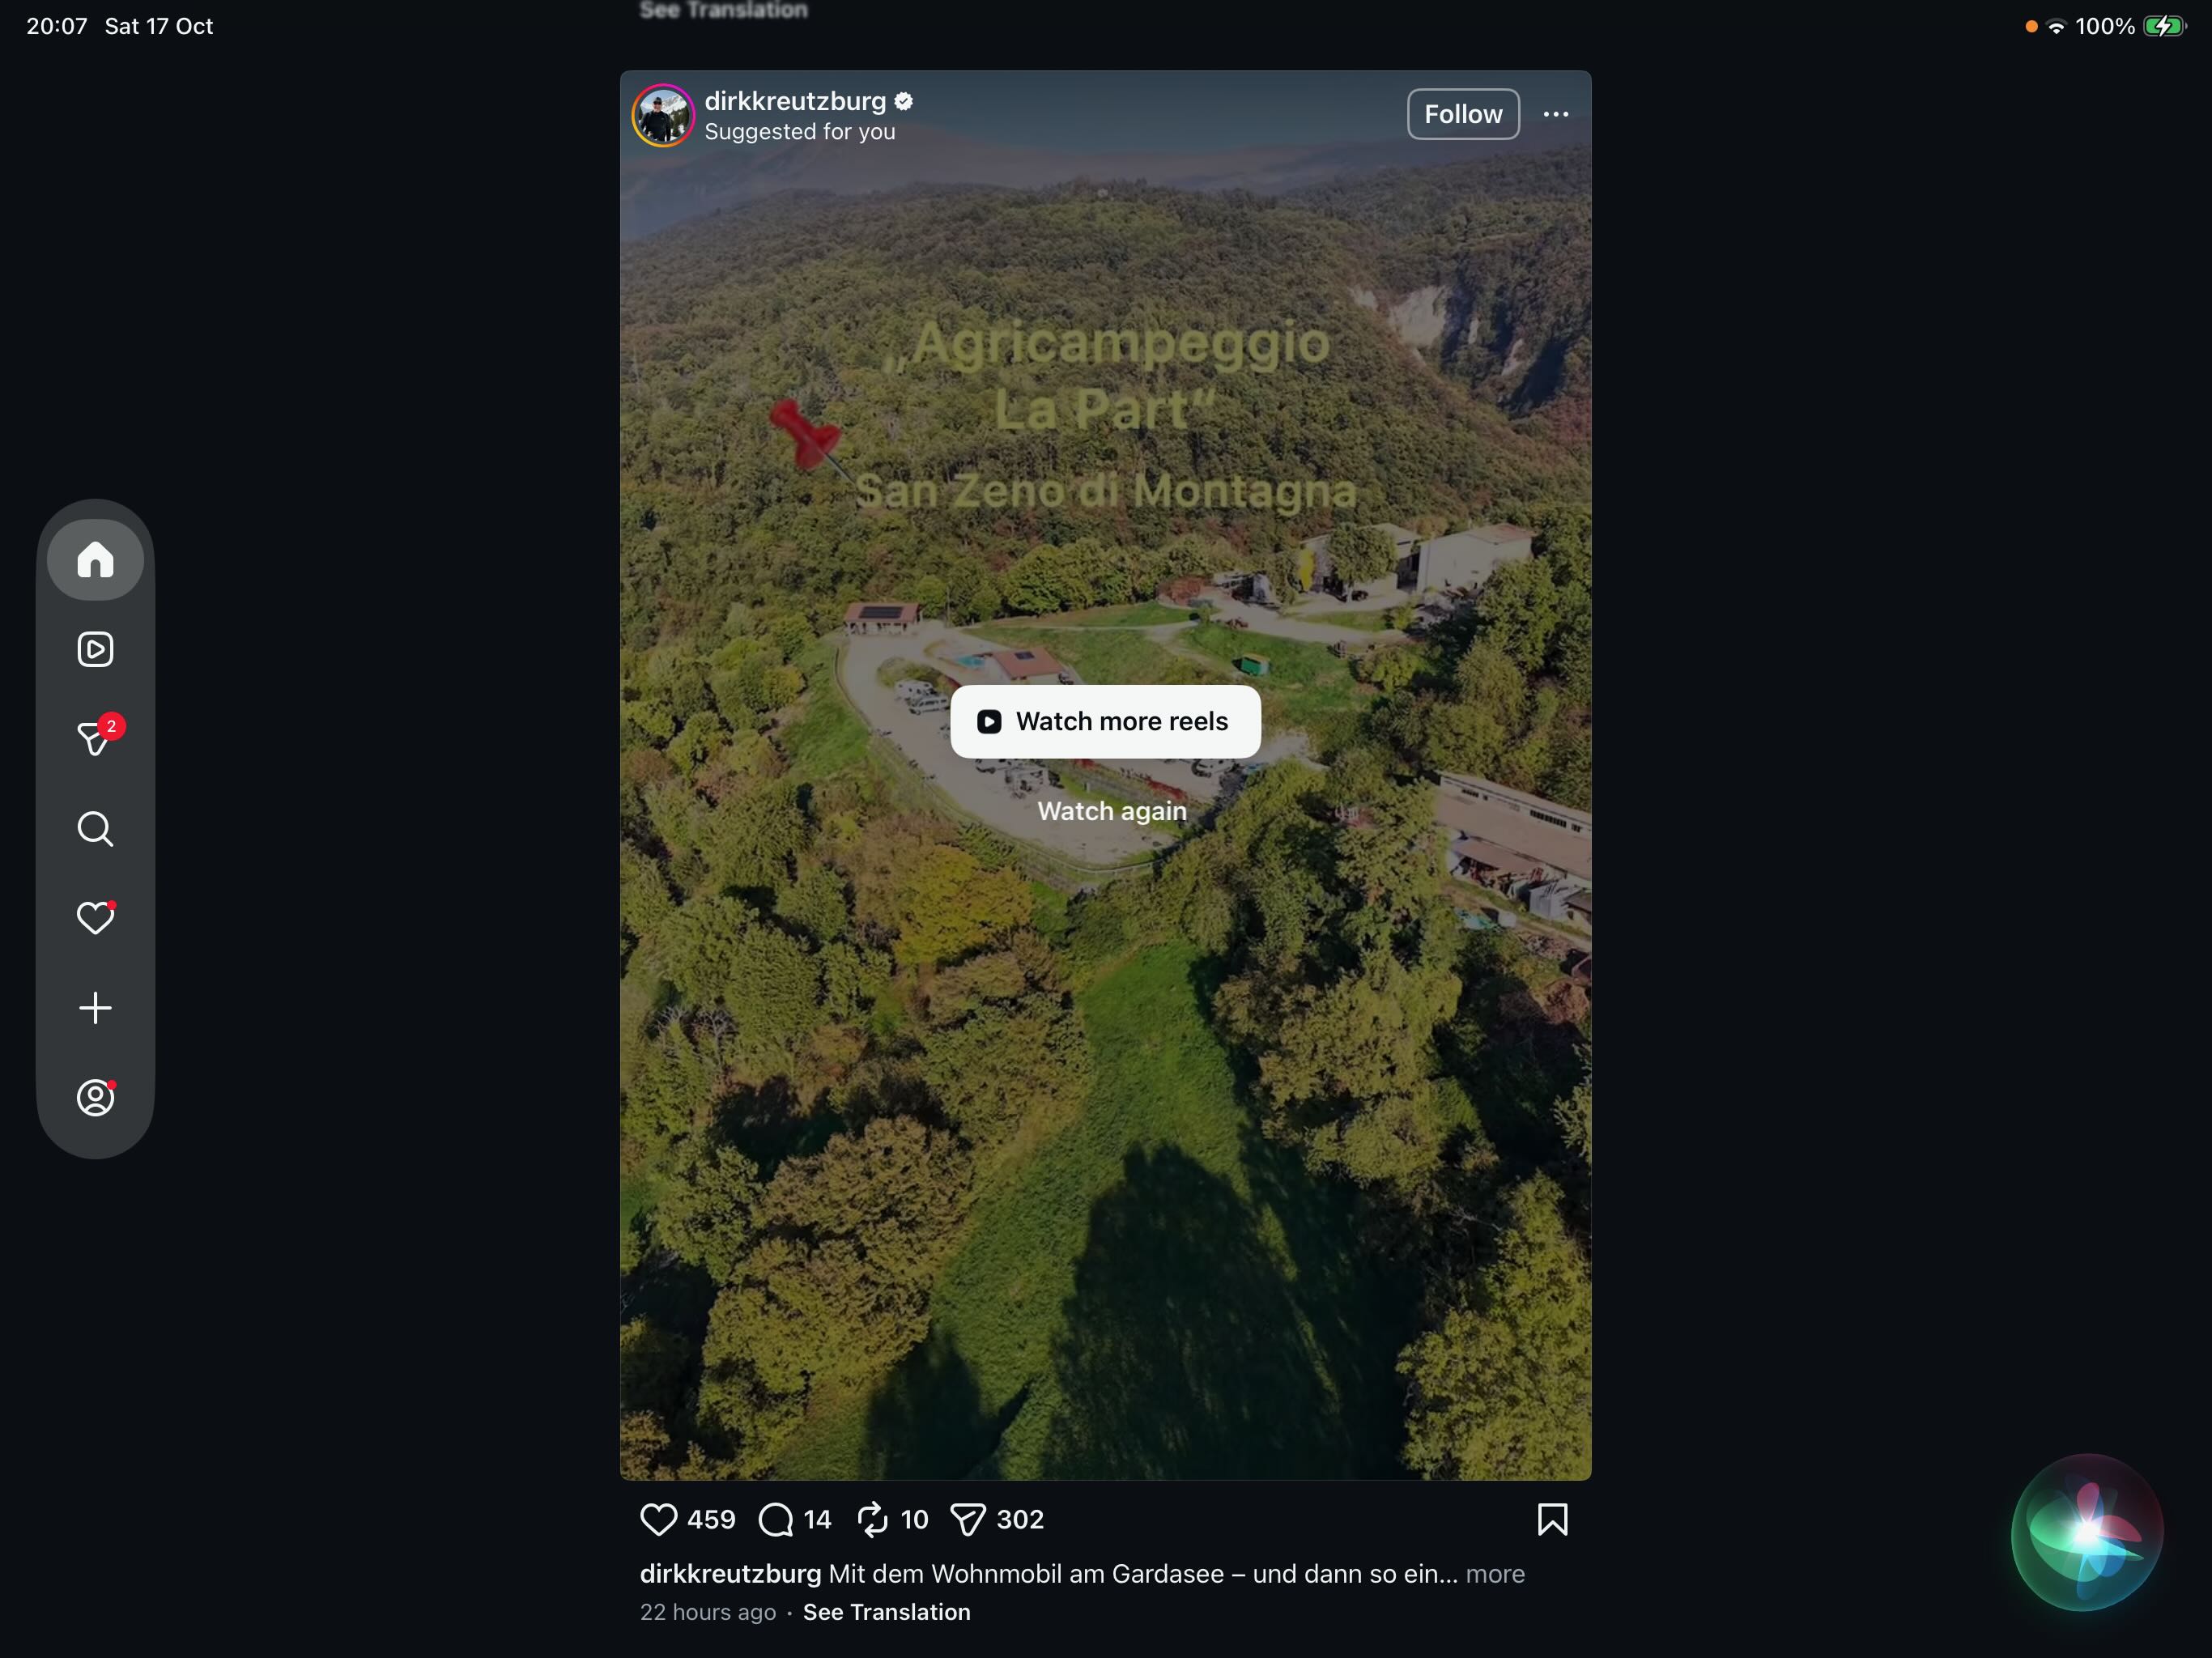 See Translation
20:07 Sat 17 Oct
100%
dirkkreutzburg
Suggested for you
Follow
„Agricampeggio
La Part“
San Zeno di Montagna
2
Watch more reels
Watch again
459 14 10 302
dirkkreutzburg Mit dem Wohnmobil am Gardasee – und dann so ein... more
22 hours ago · See Translation